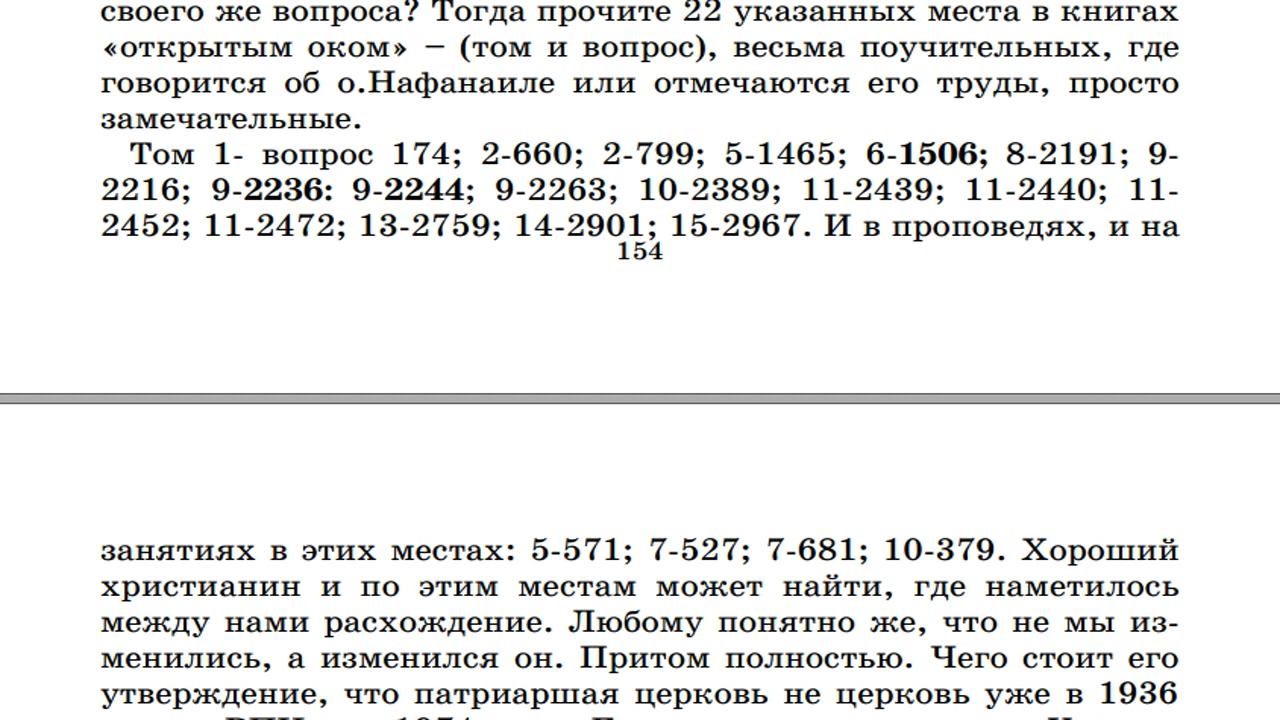 своего же вопроса? Тогда прочите 22 указанных места в книгах
«открытым оком» – (том и вопрос), весьма поучительных, где
говорится об о.Нафанаиле или отмечаются его труды, просто
замечательные.
Том 1- вопрос 174; 2-660; 2-799; 5-1465; 6-1506; 8-2191; 9-
2216; 9-2236: 9-2244; 9-2263; 10-2389; 11-2439; 11-2440; 11-
2452; 11-2472; 13-2759; 14-2901; 15-2967. И в проповедях, и на
154
занятиях в этих местах: 5-571; 7-527; 7-681; 10-379. Хороший
христианин и по этим местам может найти, где наметилось
между нами расхождение. Любому понятно же, что не мы из-
менились, а изменился он. Притом полностью. Чего стоит его
утверждение, что патриаршая церковь не церковь уже в 1936